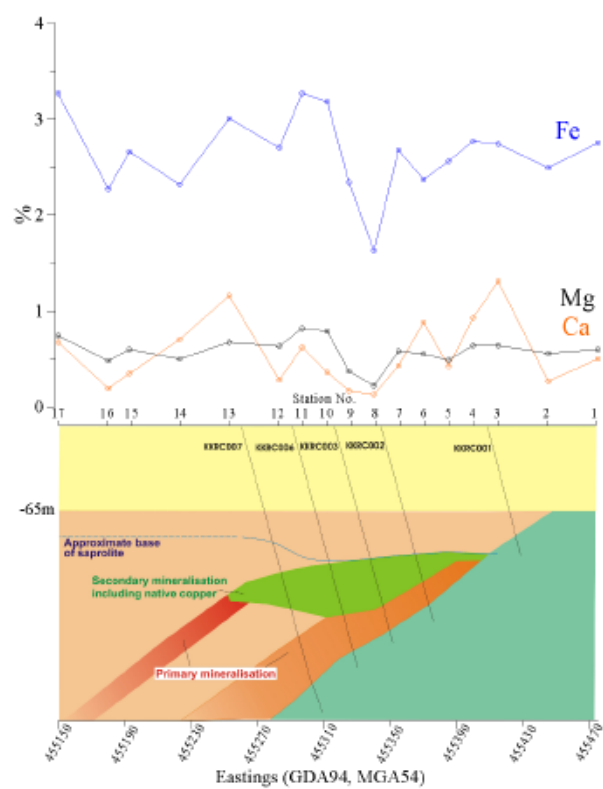 4
3
2
1
0
%
Fe
Mg
Ca
Station No.
17 16 15 14 13 12 11 10 9 8 7 6 5 4 3 2 1
KKRC007 KKRC006 KKRC003 KKRC002 KKRC001
-65m
Approximate base
of saprolite
Secondary mineralisation
including native copper
Primary mineralisation
455150 455190 455230 455270 455310 455350 455390 455430 455470
Eastings (GDA94, MGA54)